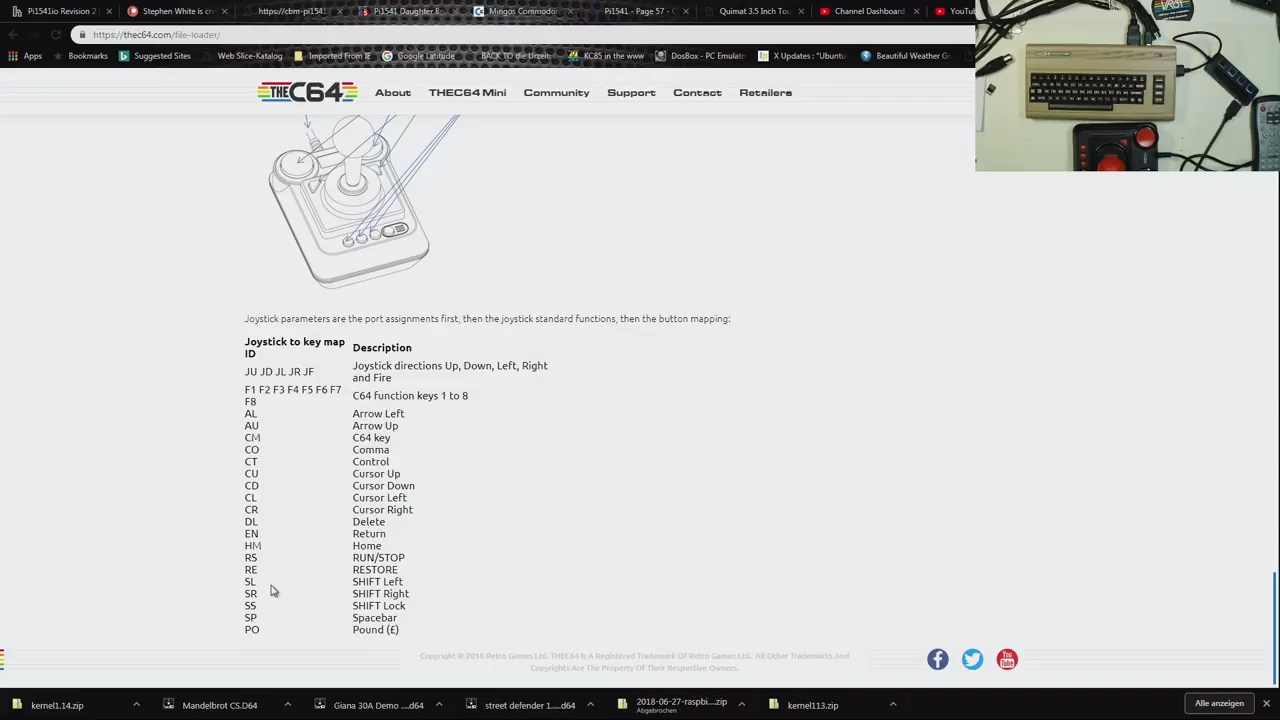 Pi1541io Revision 2
Stephen White is cr
https://cbm-pi1541
Pi1541 Daughter B
Mingos Commodo
Pi1541 - Page 57 -
Quimat 3.5 Inch Tou
Channel Dashboard
YouTu
https://thec64.com/file-loader/
Apps
Bookmarks
Suggested Sites
Web Slice-Katalog
Imported From IE
Google Latitude
BACK TO die Urzeit
KC85 in the www
DosBox - PC Emulato
X Updates : "Ubuntu
Beautiful Weather G
THEC64
About
THEC64 Mini
Community
Support
Contact
Retailers
Joystick parameters are the port assignments first, then the joystick standard functions, then the button mapping:
Joystick to key map ID Description
JU JD JL JR JF Joystick directions Up, Down, Left, Right and Fire
F1 F2 F3 F4 F5 F6 F7 F8 C64 function keys 1 to 8
AL Arrow Left
AU Arrow Up
CM C64 key
CO Comma
CT Control
CU Cursor Up
CD Cursor Down
CL Cursor Left
CR Cursor Right
DL Delete
EN Return
HM Home
RS RUN/STOP
RE RESTORE
SL SHIFT Left
SR SHIFT Right
SS SHIFT Lock
SP Spacebar
PO Pound (£)
Copyright © 2018 Retro Games Ltd. THEC64 IS A Registered Trademark Of Retro Games Ltd. All Other Trademarks And
Copyrights Are The Property Of Their Respective Owners.
kernel1.14.zip
Mandelbrot CS.D64
Giana 30A Demo ....d64
street defender 1.....d64
2018-06-27-raspbi....zip
Abgebrochen
kernel113.zip
Alle anzeigen